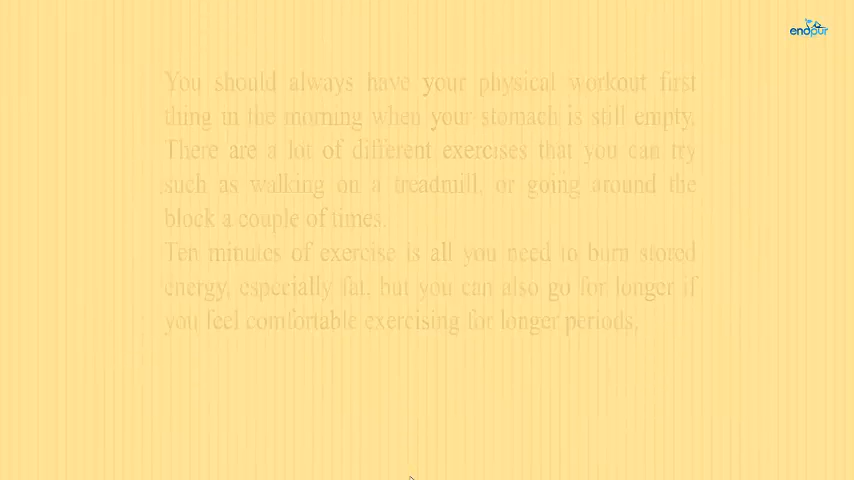 endpur
You should always have your physical workout first
thing in the morning when your stomach is still empty.
There are a lot of different exercises that you can try
such as walking on a treadmill, or going around the
block a couple of times.
Ten minutes of exercise is all you need to burn stored
energy, especially fat, but you can also go for longer if
you feel comfortable exercising for longer periods.